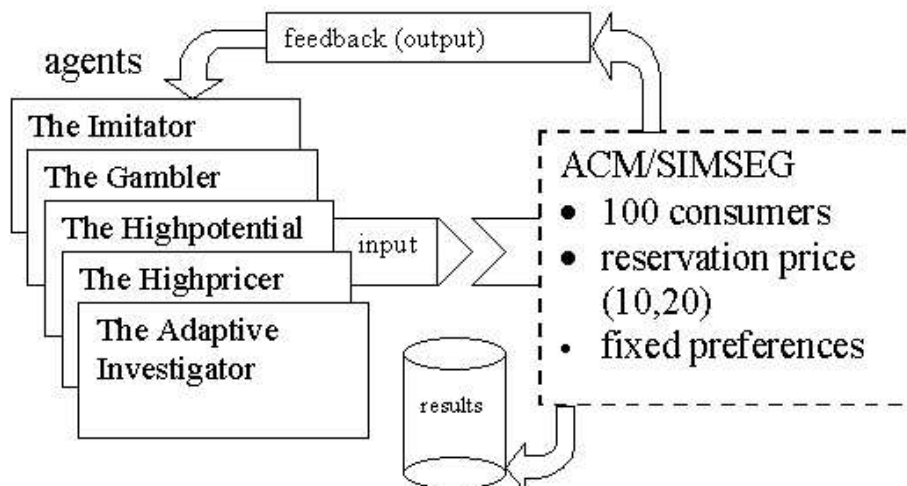 feedback (output)
agents
The Imitator
The Gambler
The Highpotential
The Highpricer
The Adaptive
Investigator
input
ACM/SIMSEG
• 100 consumers
• reservation price
(10,20)
• fixed preferences
results